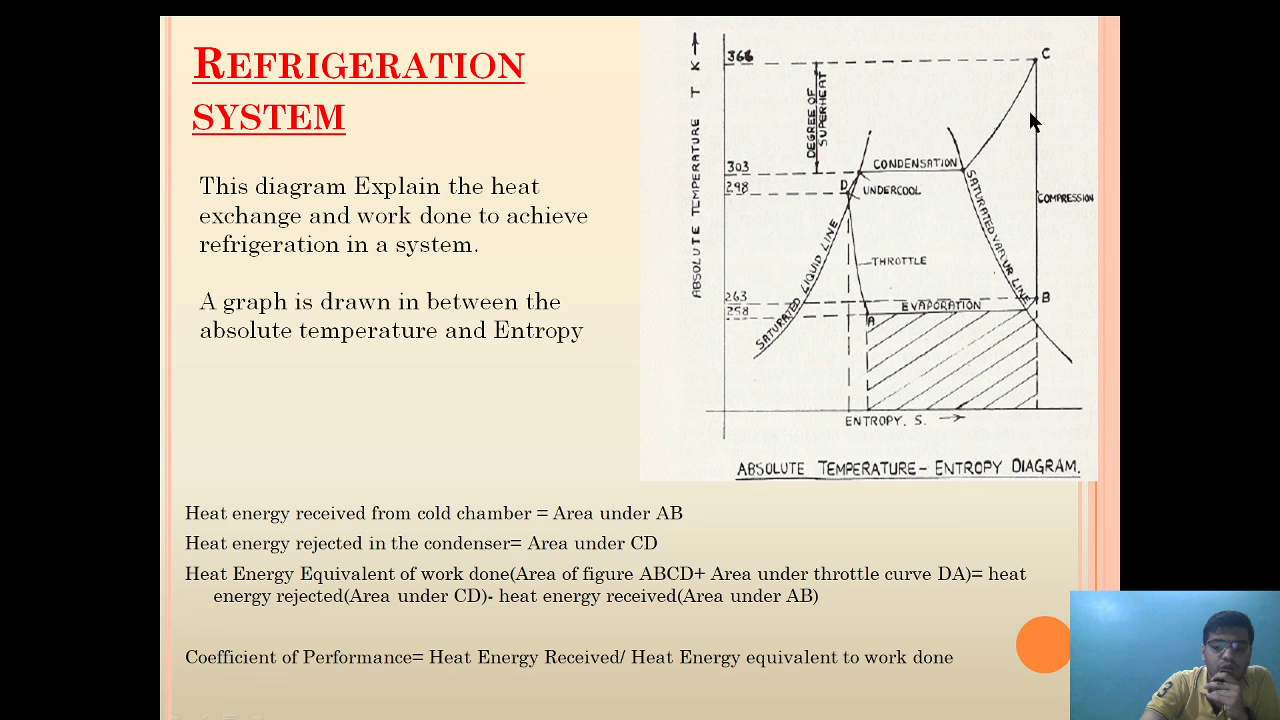 REFRIGERATION
SYSTEM
This diagram Explain the heat
exchange and work done to achieve
refrigeration in a system.
A graph is drawn in between the
absolute temperature and Entropy
ABSOLUTE TEMPERATURE T K
366
C
DEGREE OF
SUPERHEAT
303
CONDENSATION
298
D
UNDERCOOL
COMPRESSION
SATURATED LIQUID LINE
THROTTLE
SATURATED VAPOUR LINE
263
B
258
EVAPORATION
A
ENTROPY. S.
ABSOLUTE TEMPERATURE - ENTROPY DIAGRAM.
Heat energy received from cold chamber = Area under AB
Heat energy rejected in the condenser= Area under CD
Heat Energy Equivalent of work done(Area of figure ABCD+ Area under throttle curve DA)= heat
energy rejected(Area under CD)- heat energy received(Area under AB)
Coefficient of Performance= Heat Energy Received/ Heat Energy equivalent to work done
3